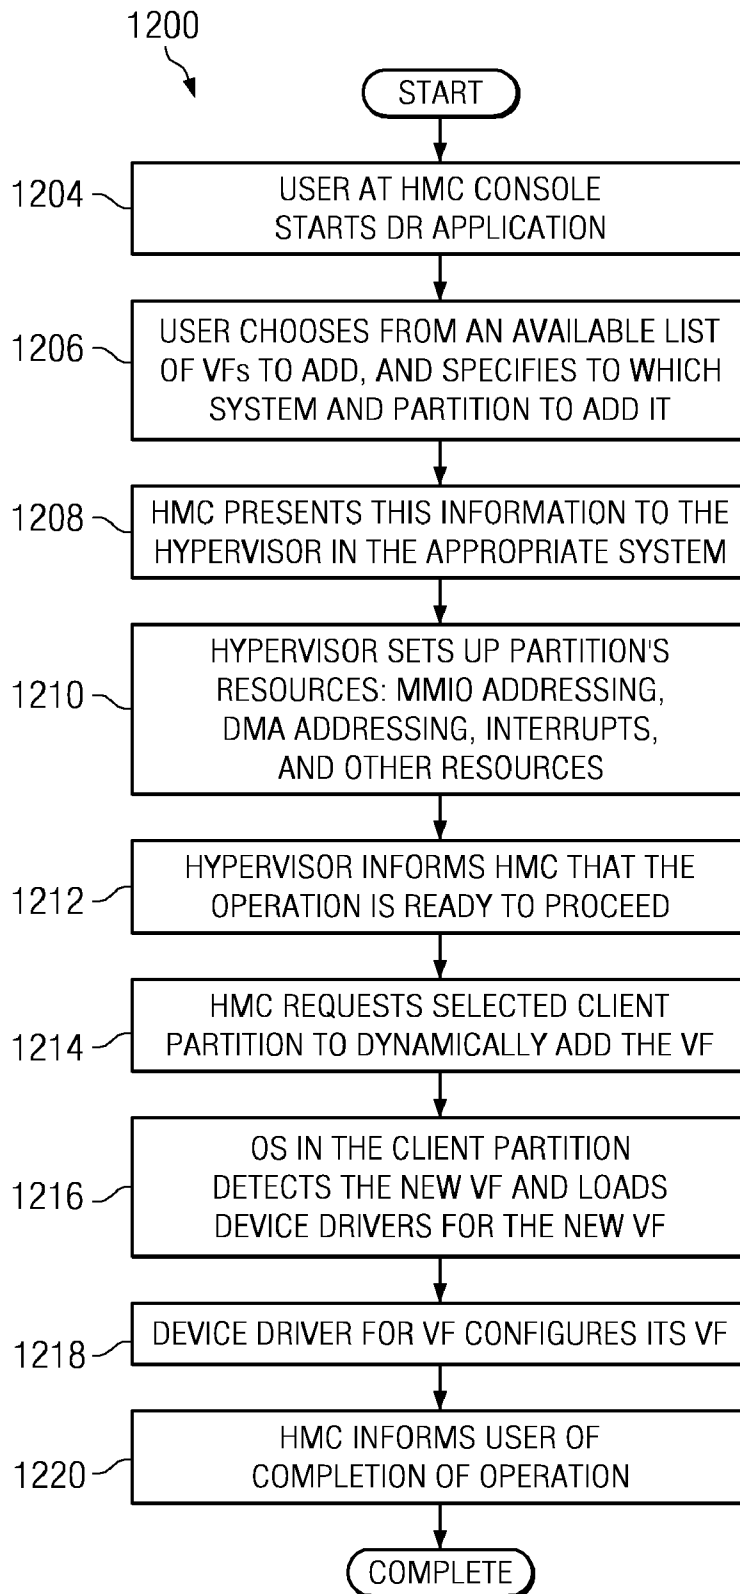 1200
START
1204
USER AT HMC CONSOLE
STARTS DR APPLICATION
1206
USER CHOOSES FROM AN AVAILABLE LIST
OF VFs TO ADD, AND SPECIFIES TO WHICH
SYSTEM AND PARTITION TO ADD IT
1208
HMC PRESENTS THIS INFORMATION TO THE
HYPERVISOR IN THE APPROPRIATE SYSTEM
1210
HYPERVISOR SETS UP PARTITION'S
RESOURCES: MMIO ADDRESSING,
DMA ADDRESSING, INTERRUPTS,
AND OTHER RESOURCES
1212
HYPERVISOR INFORMS HMC THAT THE
OPERATION IS READY TO PROCEED
1214
HMC REQUESTS SELECTED CLIENT
PARTITION TO DYNAMICALLY ADD THE VF
1216
OS IN THE CLIENT PARTITION
DETECTS THE NEW VF AND LOADS
DEVICE DRIVERS FOR THE NEW VF
1218
DEVICE DRIVER FOR VF CONFIGURES ITS VF
1220
HMC INFORMS USER OF
COMPLETION OF OPERATION
COMPLETE